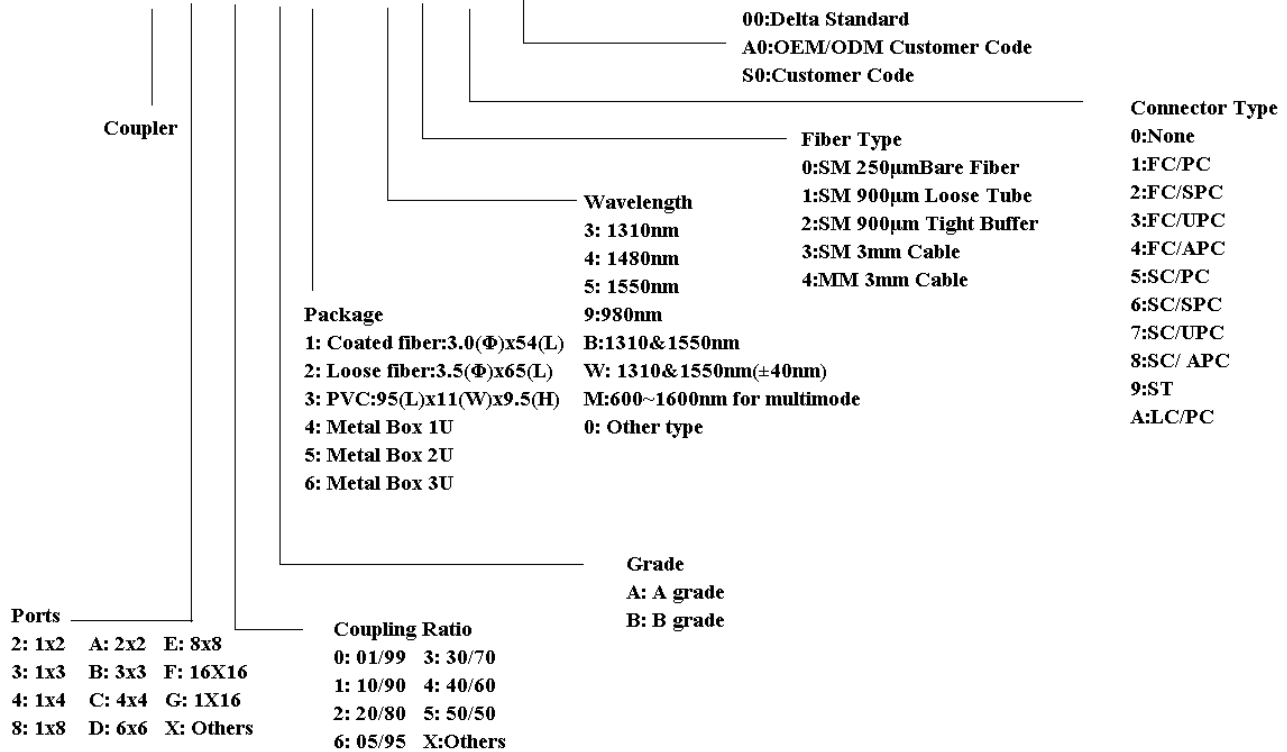 00:Delta Standard
A0:OEM/ODM Customer Code
S0:Customer Code
Coupler
Connector Type
0:None
1:FC/PC
2:FC/SPC
3:FC/UPC
4:FC/APC
5:SC/PC
6:SC/SPC
7:SC/UPC
8:SC/ APC
9:ST
A:LC/PC
Fiber Type
0:SM 250μmBare Fiber
1:SM 900μm Loose Tube
2:SM 900μm Tight Buffer
3:SM 3mm Cable
4:MM 3mm Cable
Wavelength
3: 1310nm
4: 1480nm
5: 1550nm
9:980nm
B:1310&1550nm
W: 1310&1550nm(±40nm)
M:600~1600nm for multimode
0: Other type
Package
1: Coated fiber:3.0(Φ)x54(L)
2: Loose fiber:3.5(Φ)x65(L)
3: PVC:95(L)x11(W)x9.5(H)
4: Metal Box 1U
5: Metal Box 2U
6: Metal Box 3U
Grade
A: A grade
B: B grade
Ports
2: 1x2 A: 2x2 E: 8x8
3: 1x3 B: 3x3 F: 16X16
4: 1x4 C: 4x4 G: 1X16
8: 1x8 D: 6x6 X: Others
Coupling Ratio
0: 01/99 3: 30/70
1: 10/90 4: 40/60
2: 20/80 5: 50/50
6: 05/95 X:Others